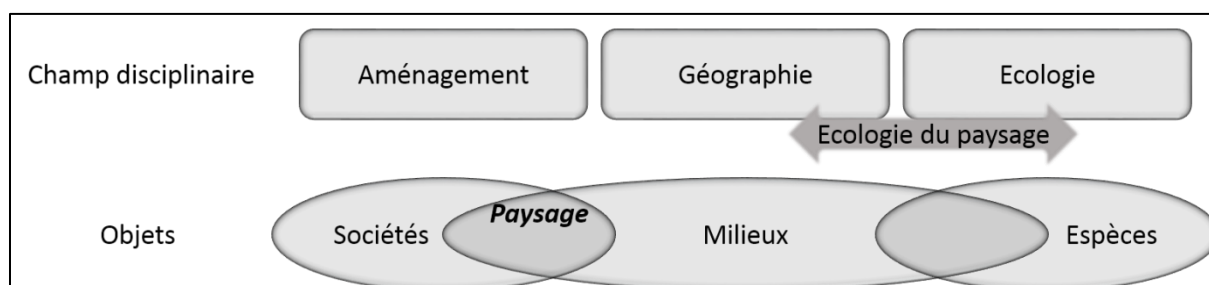 Champ disciplinaire
Aménagement
Géographie
Ecologie
Ecologie du paysage
Objets
Sociétés
Paysage
Milieux
Espèces